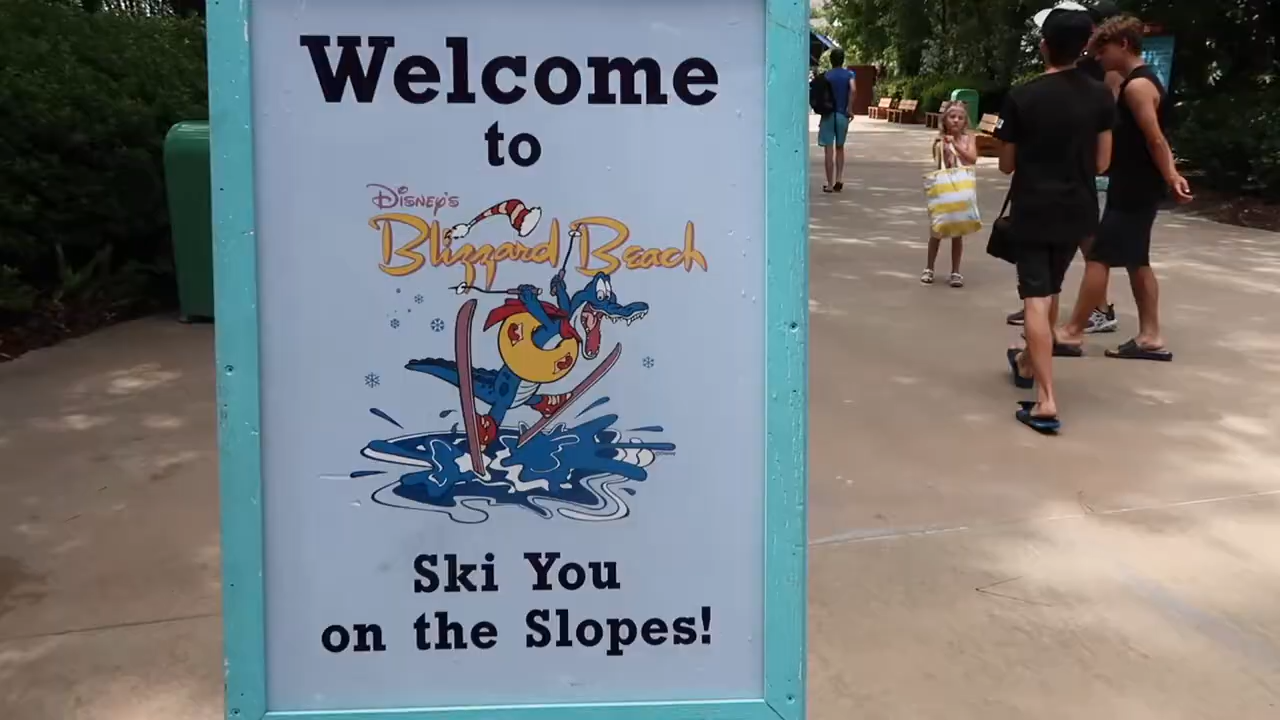 Welcome
to
Disney's
Blizzard Beach
Ski You
on the Slopes!